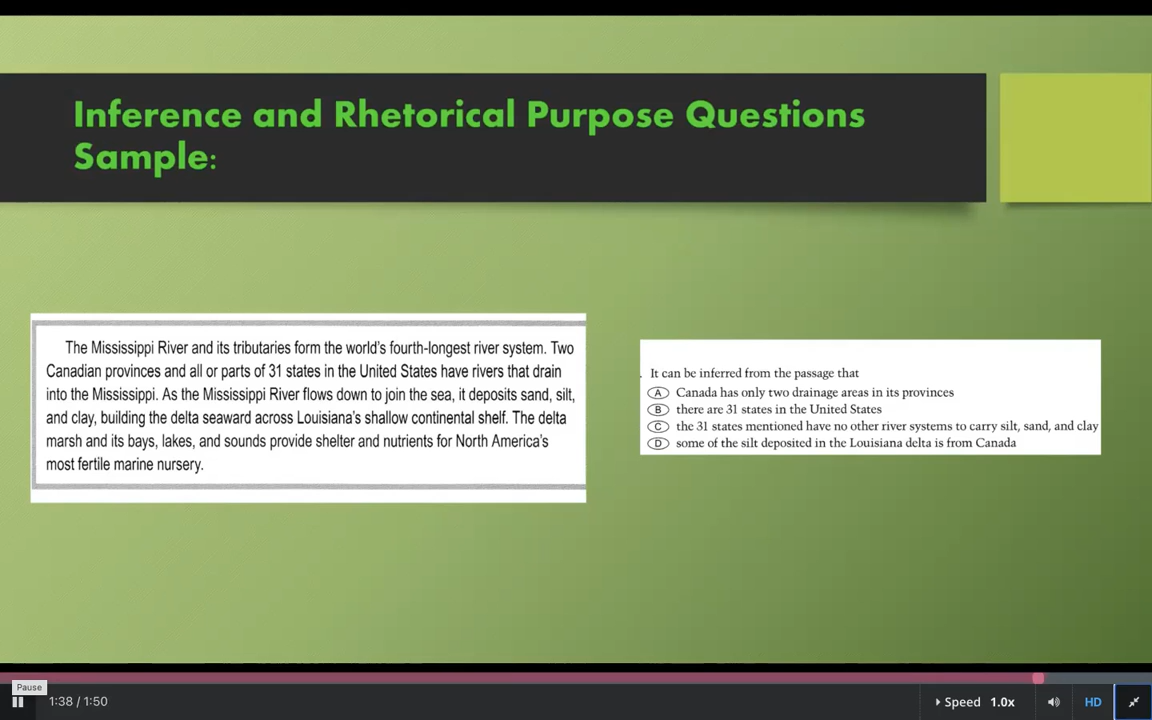 Inference and Rhetorical Purpose Questions
Sample:
The Mississippi River and its tributaries form the world's fourth-longest river system. Two
Canadian provinces and all or parts of 31 states in the United States have rivers that drain
into the Mississippi. As the Mississippi River flows down to join the sea, it deposits sand, silt,
and clay, building the delta seaward across Louisiana's shallow continental shelf. The delta
marsh and its bays, lakes, and sounds provide shelter and nutrients for North America's
most fertile marine nursery.
. It can be inferred from the passage that
A Canada has only two drainage areas in its provinces
B there are 31 states in the United States
C the 31 states mentioned have no other river systems to carry silt, sand, and clay
D some of the silt deposited in the Louisiana delta is from Canada
Pause
1:38 / 1:50
Speed 1.0x
HD